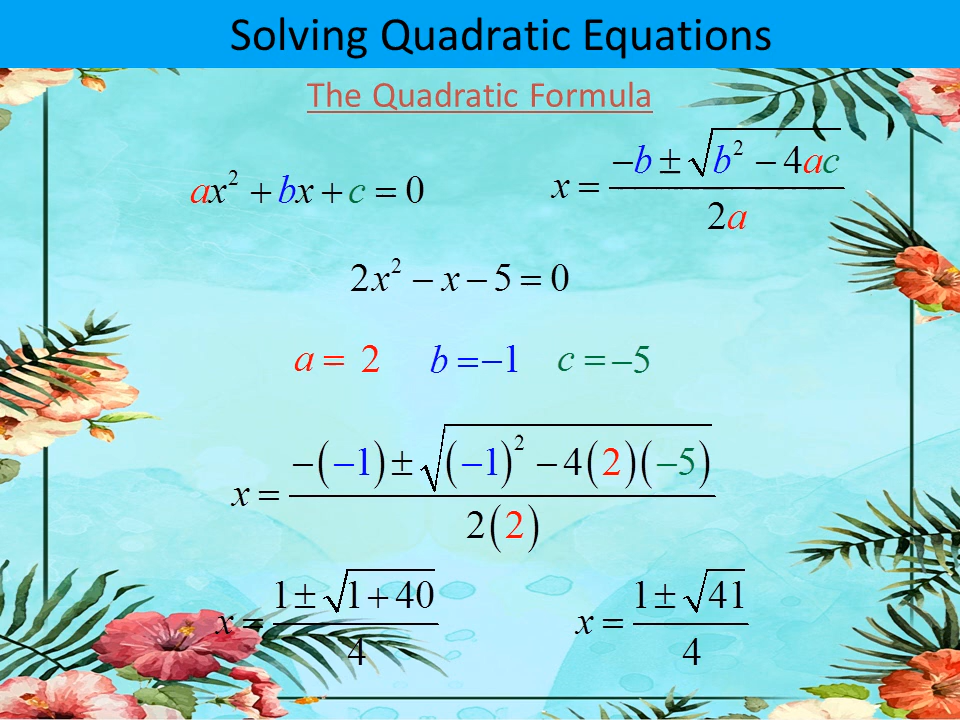 Solving Quadratic Equations
The Quadratic Formula
ax² + bx + c = 0
x = (−b ± √(b² − 4ac)) / (2a)
2x² − x − 5 = 0
a = 2 b = −1 c = −5
x = (−(−1) ± √((−1)² − 4(2)(−5))) / (2(2))
x = (1 ± √(1 + 40)) / 4
x = (1 ± √41) / 4